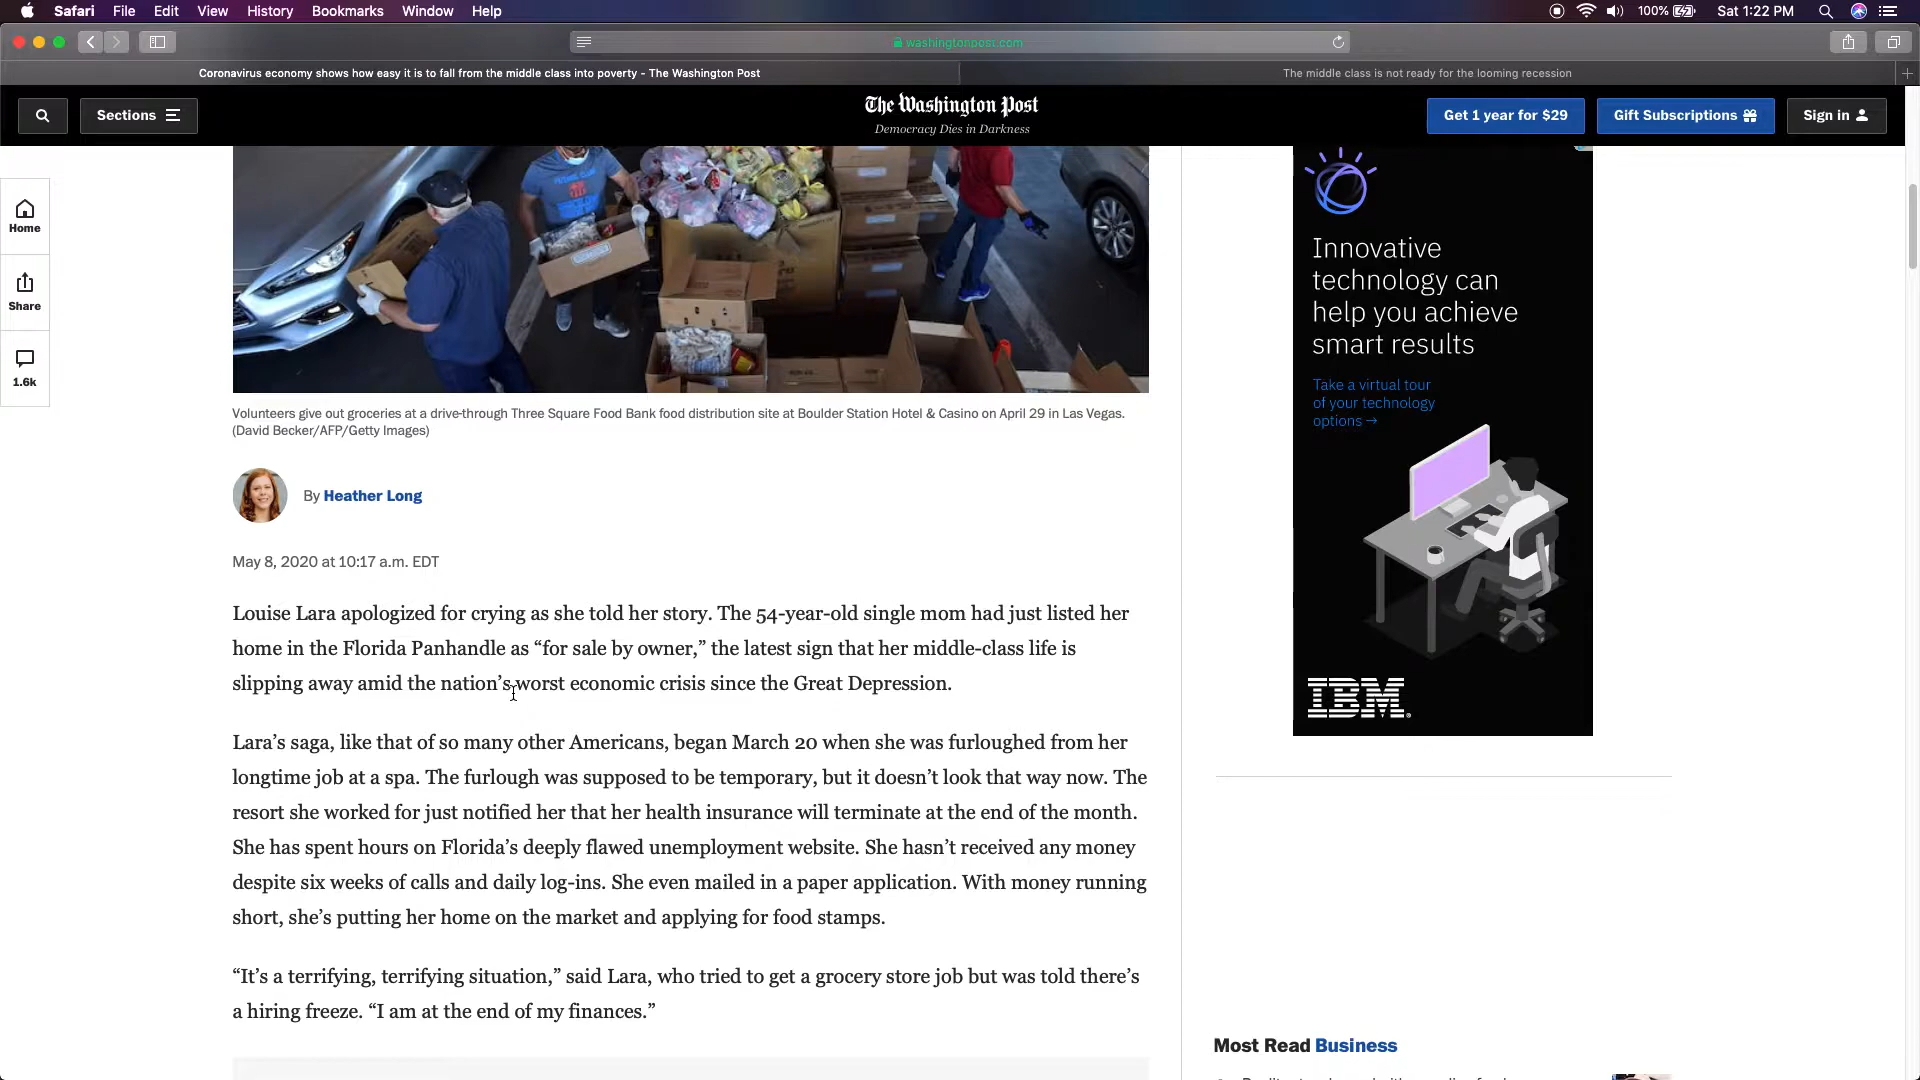 Safari File Edit View History Bookmarks Window Help 100% Sat 1:22 PM
washingtonpost.com
Coronavirus economy shows how easy it is to fall from the middle class into poverty - The Washington Post The middle class is not ready for the looming recession
Sections The Washington Post Get 1 year for $29 Gift Subscriptions Sign in
Democracy Dies in Darkness
Home
Share
1.6k
Volunteers give out groceries at a drive-through Three Square Food Bank food distribution site at Boulder Station Hotel & Casino on April 29 in Las Vegas.
(David Becker/AFP/Getty Images)
By Heather Long
May 8, 2020 at 10:17 a.m. EDT
Louise Lara apologized for crying as she told her story. The 54-year-old single mom had just listed her
home in the Florida Panhandle as “for sale by owner,” the latest sign that her middle-class life is
slipping away amid the nation’s worst economic crisis since the Great Depression.
Lara’s saga, like that of so many other Americans, began March 20 when she was furloughed from her
longtime job at a spa. The furlough was supposed to be temporary, but it doesn’t look that way now. The
resort she worked for just notified her that her health insurance will terminate at the end of the month.
She has spent hours on Florida’s deeply flawed unemployment website. She hasn’t received any money
despite six weeks of calls and daily log-ins. She even mailed in a paper application. With money running
short, she’s putting her home on the market and applying for food stamps.
“It’s a terrifying, terrifying situation,” said Lara, who tried to get a grocery store job but was told there’s
a hiring freeze. “I am at the end of my finances.”
Innovative
technology can
help you achieve
smart results
Take a virtual tour
of your technology
options →
IBM
Most Read Business